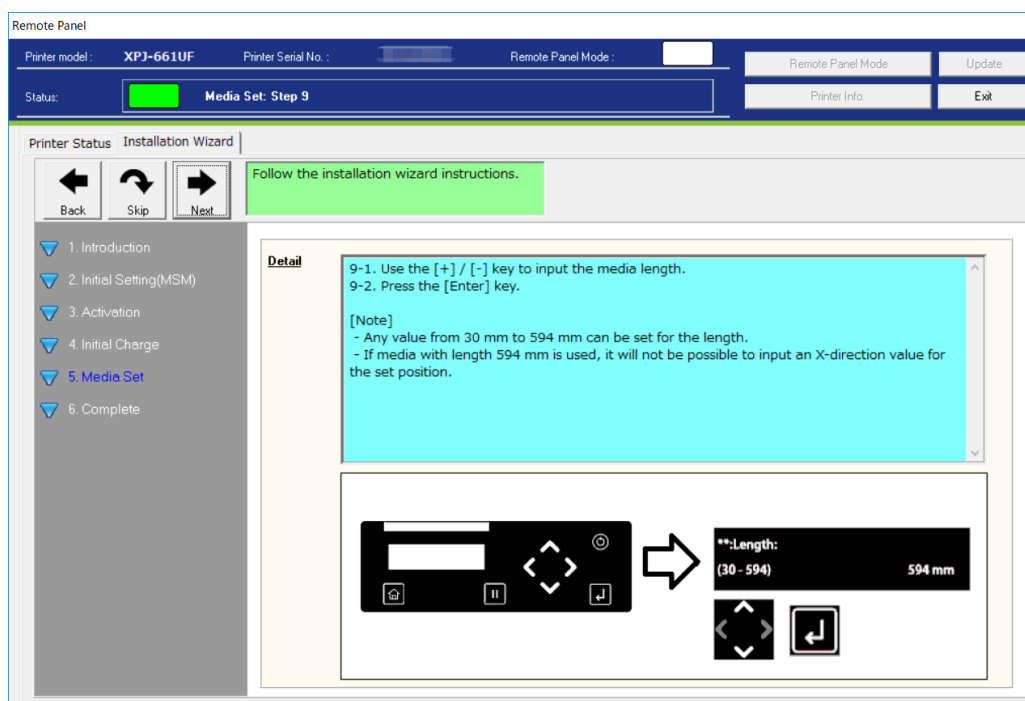 Remote Panel
Printer model :
XPJ-661UF
Printer Serial No. :
Remote Panel Mode :
Remote Panel Mode
Update
Status:
Media Set: Step 9
Printer Info.
Exit
Printer Status
Installation Wizard
Back
Skip
Next
Follow the installation wizard instructions.
1. Introduction
2. Initial Setting(MSM)
3. Activation
4. Initial Charge
5. Media Set
6. Complete
Detail
9-1. Use the [+] / [-] key to input the media length.
9-2. Press the [Enter] key.
[Note]
- Any value from 30 mm to 594 mm can be set for the length.
- If media with length 594 mm is used, it will not be possible to input an X-direction value for
the set position.
**:Length:
(30 - 594)
594 mm